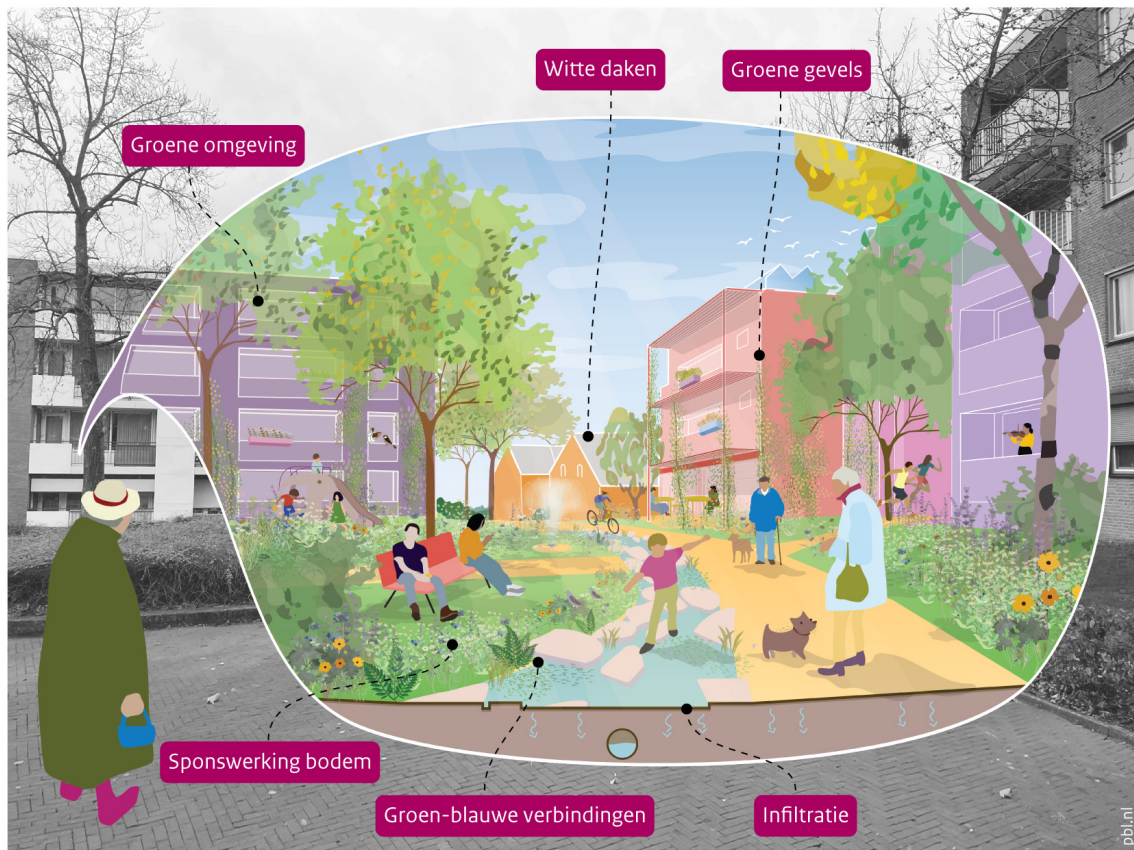 Witte daken
Groene gevels
Groene omgeving
Sponswerking bodem
Groen-blauwe verbindingen
Infiltratie
pbl.nl